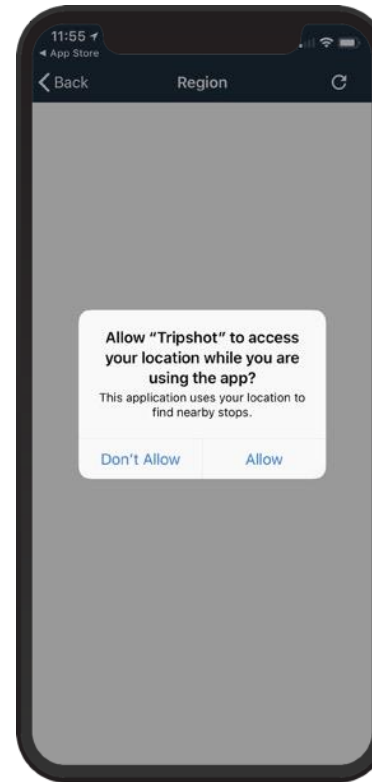 11:55
App Store
Back
Region
Allow “Tripshot” to access
your location while you are
using the app?
This application uses your location to
find nearby stops.
Don't Allow
Allow